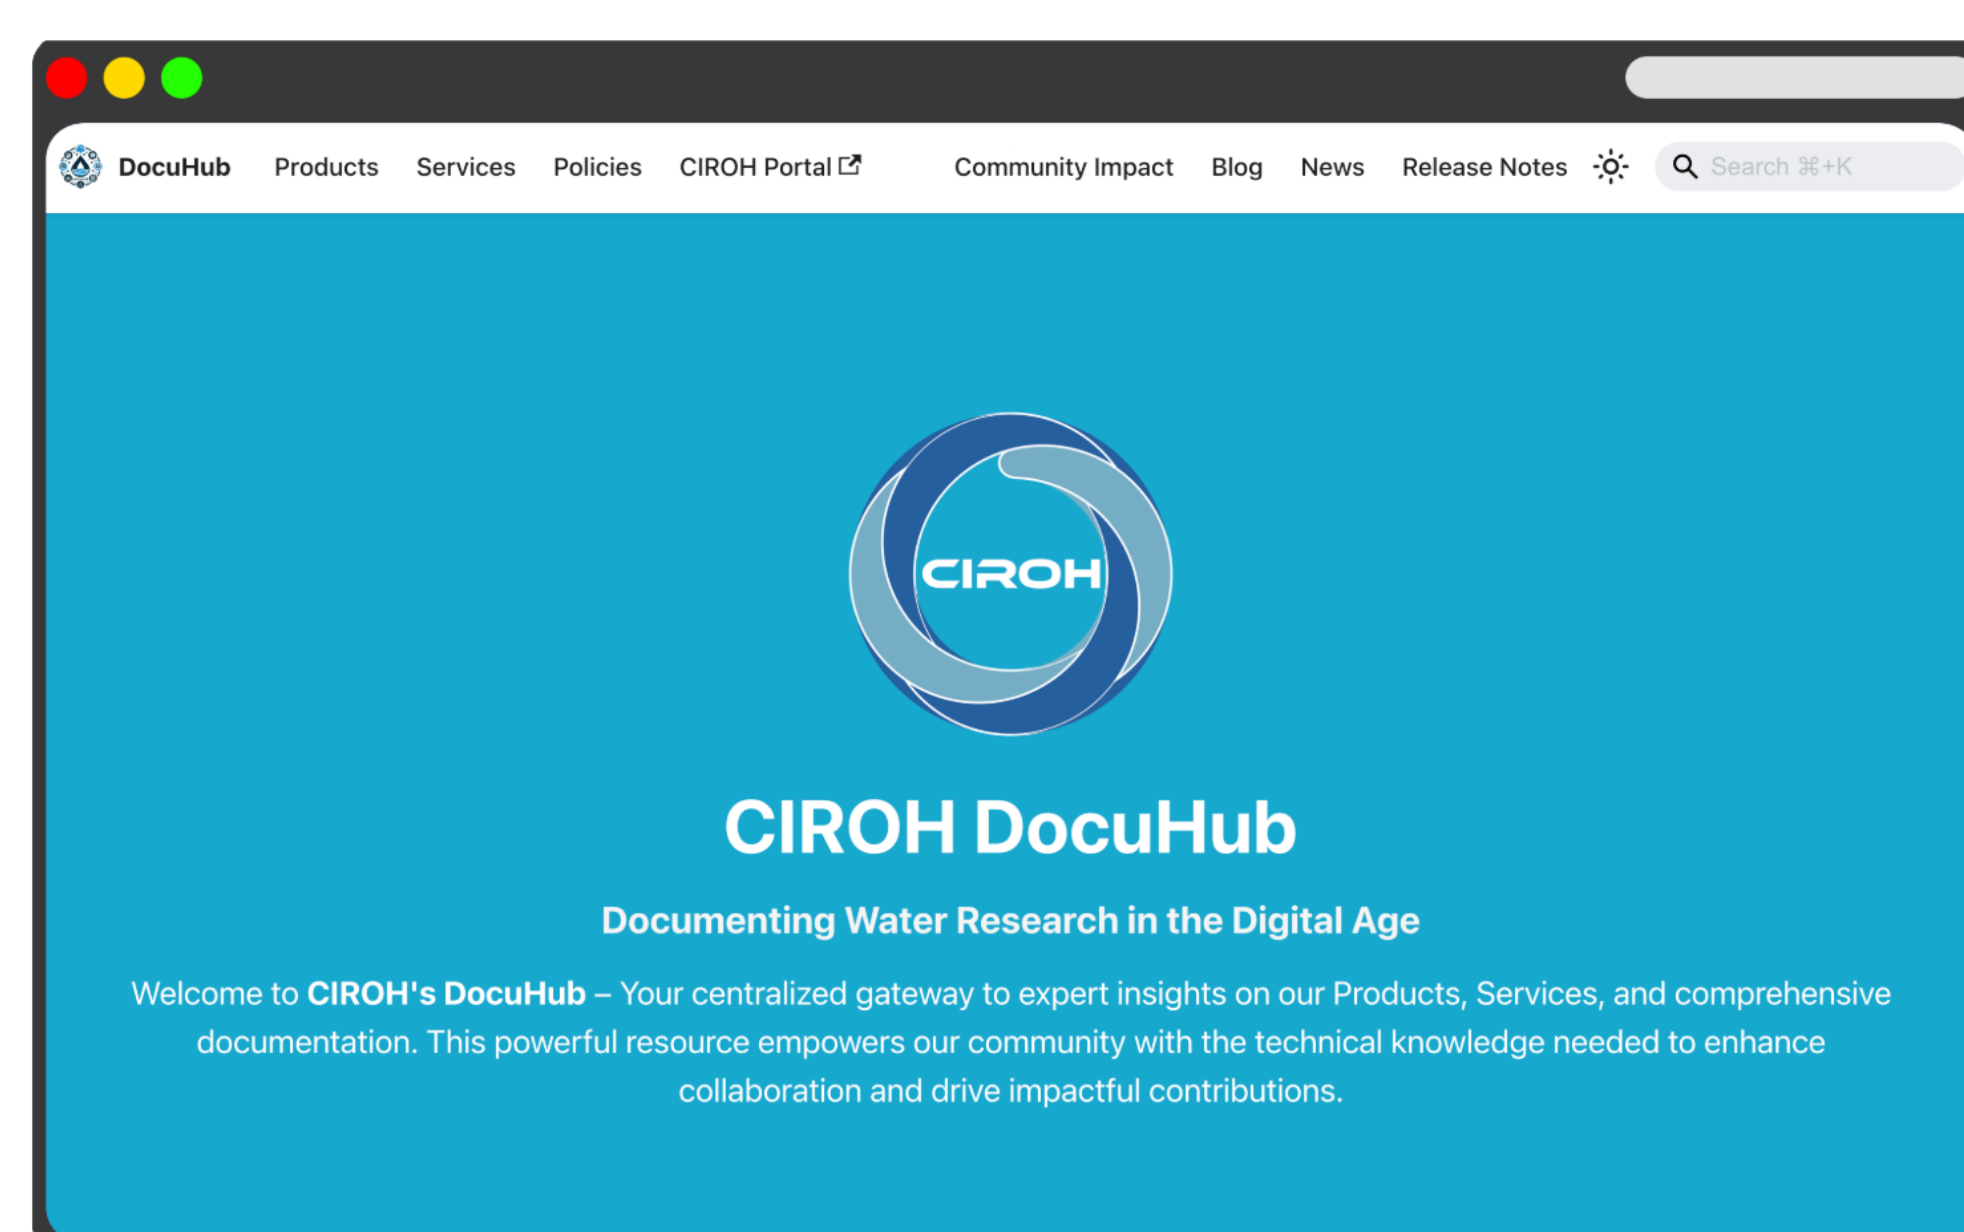 DocuHub Products Services Policies CIROH Portal Community Impact Blog News Release Notes Search ⌘+K
CIROH
CIROH DocuHub
Documenting Water Research in the Digital Age
Welcome to CIROH's DocuHub – Your centralized gateway to expert insights on our Products, Services, and comprehensive
documentation. This powerful resource empowers our community with the technical knowledge needed to enhance
collaboration and drive impactful contributions.